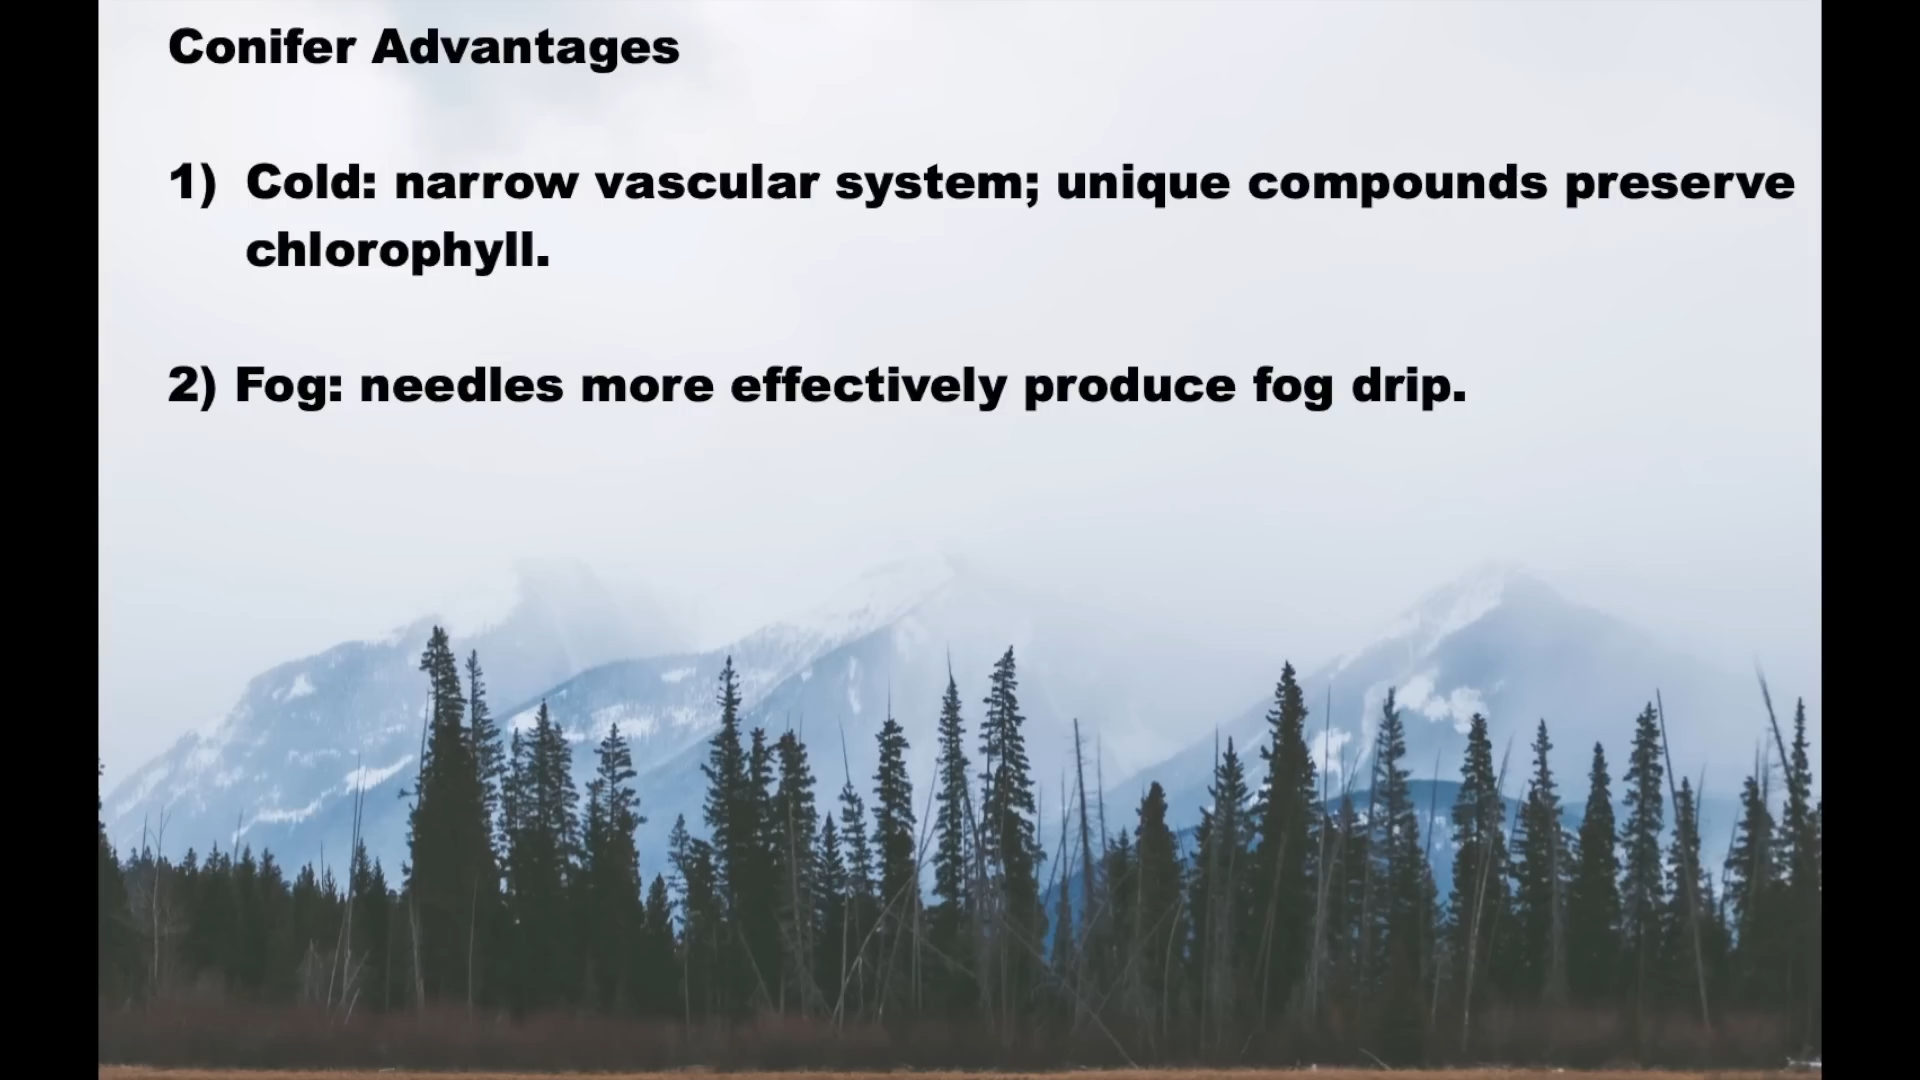 Conifer Advantages
1) Cold: narrow vascular system; unique compounds preserve
chlorophyll.
2) Fog: needles more effectively produce fog drip.